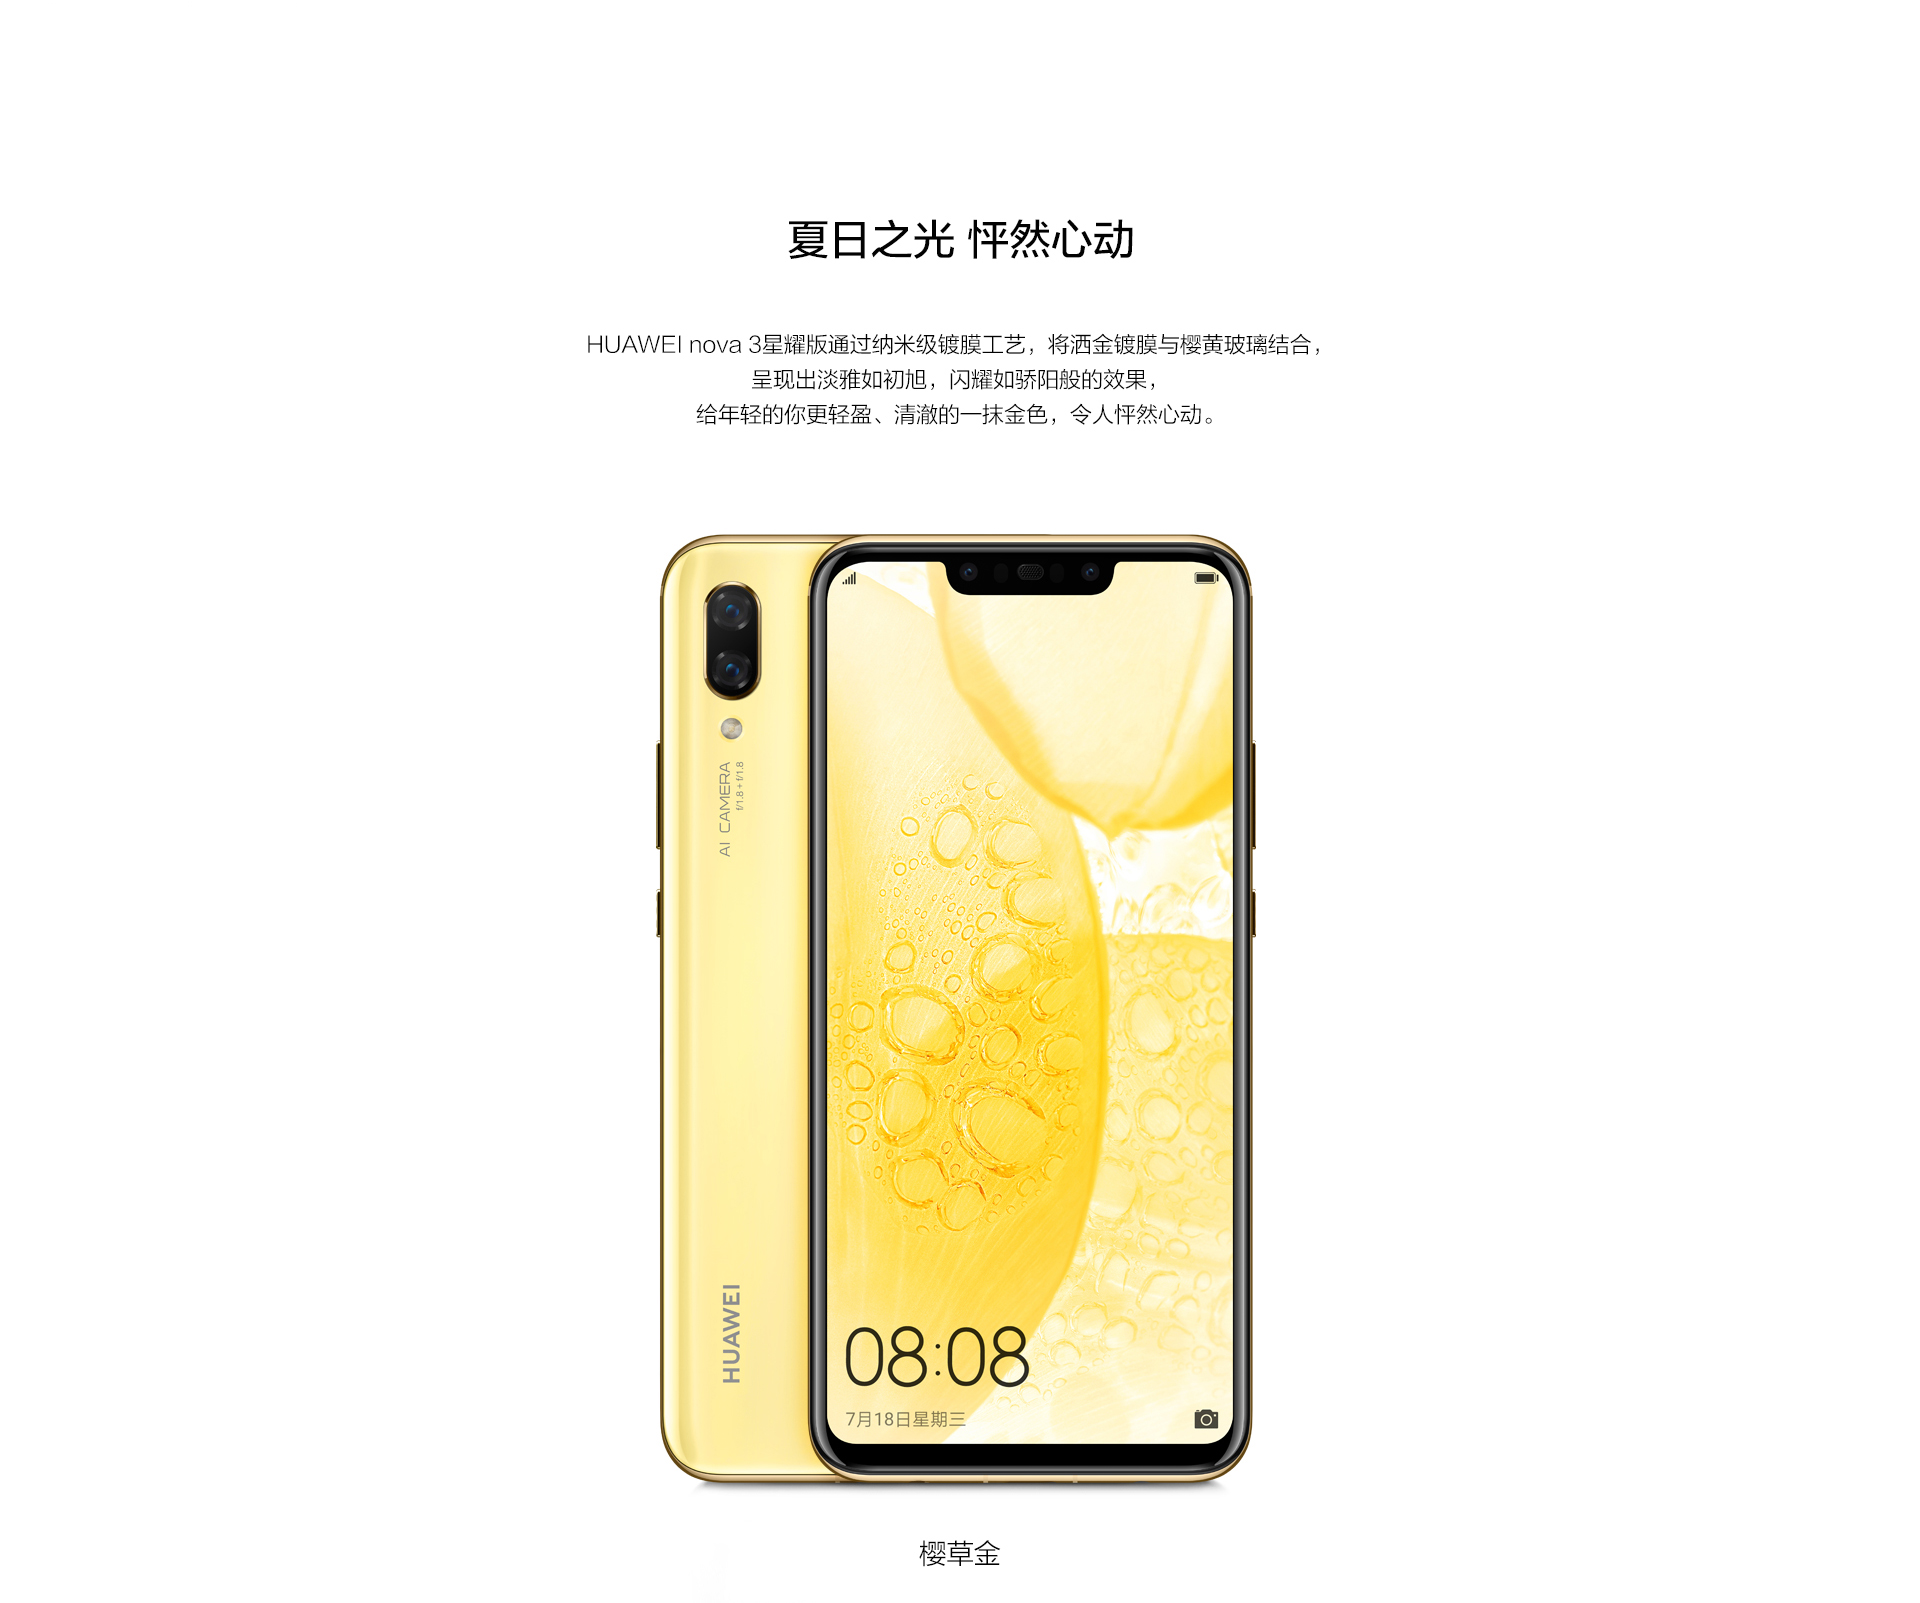 夏日之光 怦然心动
HUAWEI nova 3星耀版通过纳米级镀膜工艺，将洒金镀膜与樱黄玻璃结合，
呈现出淡雅如初旭，闪耀如骄阳般的效果，
给年轻的你更轻盈、清澈的一抹金色，令人怦然心动。
AI CAMERA
f/1.8 + f/1.8
HUAWEI
08:08
7月18日星期三
樱草金